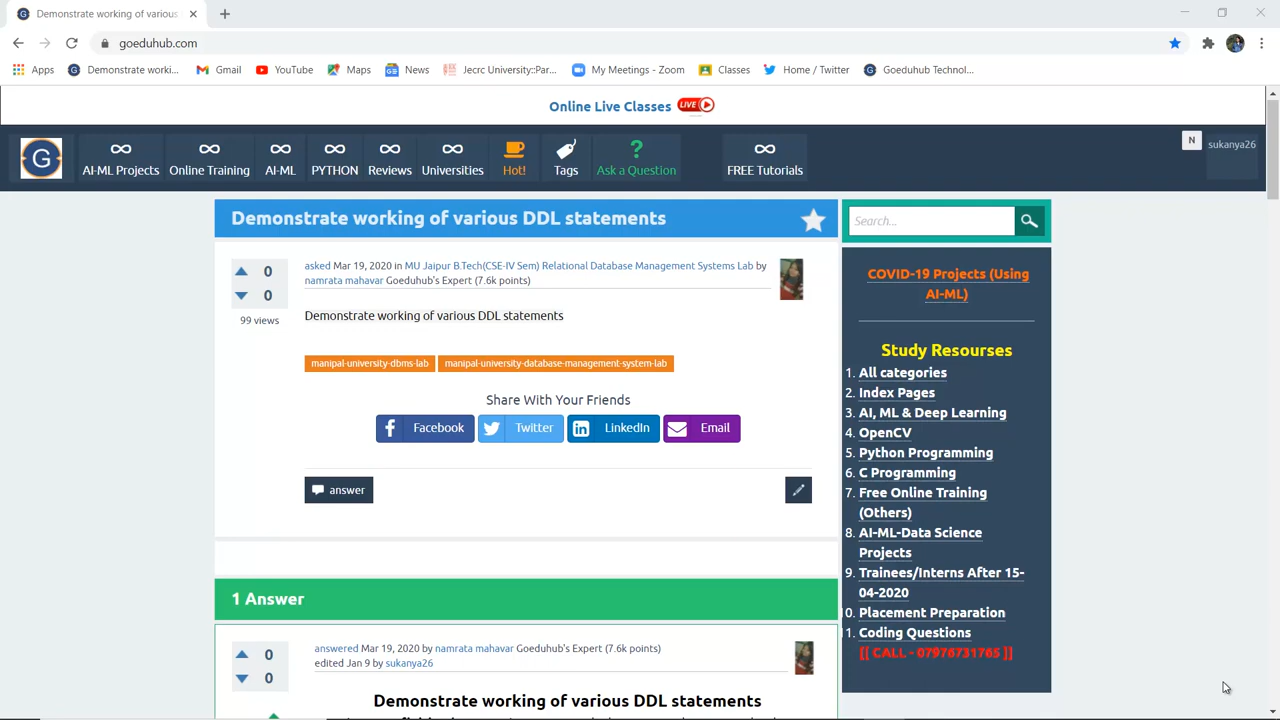 Demonstrate working of various
goeduhub.com
Apps
Demonstrate worki...
Gmail
YouTube
Maps
News
Jecrc University::Par...
My Meetings - Zoom
Classes
Home / Twitter
Goeduhub Technol...
Online Live Classes LIVE
G
AI-ML Projects
Online Training
AI-ML
PYTHON
Reviews
Universities
Hot!
Tags
?
Ask a Question
FREE Tutorials
N
sukanya26
Demonstrate working of various DDL statements
0
0
99 views
asked Mar 19, 2020 in MU Jaipur B.Tech(CSE-IV Sem) Relational Database Management Systems Lab by
namrata mahavar Goeduhub's Expert (7.6k points)
Demonstrate working of various DDL statements
manipal-university-dbms-lab manipal-university-database-management-system-lab
Share With Your Friends
Facebook
Twitter
LinkedIn
Email
answer
1 Answer
0
0
answered Mar 19, 2020 by namrata mahavar Goeduhub's Expert (7.6k points)
edited Jan 9 by sukanya26
Demonstrate working of various DDL statements
Search...
COVID-19 Projects (Using
AI-ML)
Study Resourses
1. All categories
2. Index Pages
3. AI, ML & Deep Learning
4. OpenCV
5. Python Programming
6. C Programming
7. Free Online Training
(Others)
8. AI-ML-Data Science
Projects
9. Trainees/Interns After 15-
04-2020
10. Placement Preparation
11. Coding Questions
[[ CALL - 07976731765 ]]